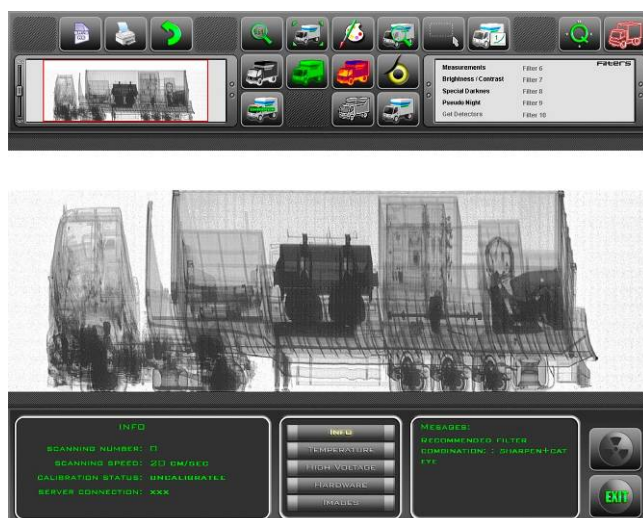 Filters
Measurements Filter 6
Brightness / Contrast Filter 7
Special Darknes Filter 8
Pseudo Night Filter 9
Get Detectors Filter 10
INFO
SCANNING NUMBER: 0
SCANNING SPEED: 20 CM/SEC
CALIBRATION STATUS: UNCALIBRATED
SERVER CONNECTION: XXX
INFO
TEMPERATURE
HIGH VOLTAGE
HARDWARE
IMAGES
MESAGES:
RECOMMENDED FILTER
COMBINATION: : SHARPEN+CAT
EYE
EXIT